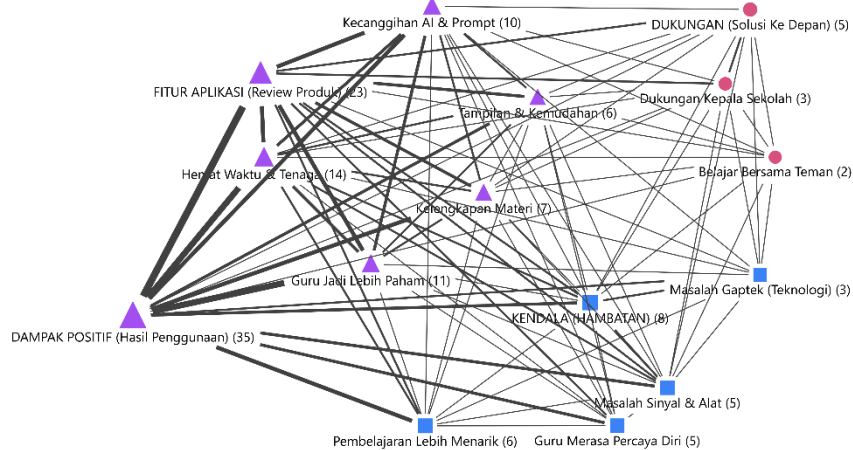 Kecanggihan AI & Prompt (10)
DUKUNGAN (Solusi Ke Depan) (5)
FITUR APLIKASI (Review Produk) (23)
Dukungan Kepala Sekolah (3)
Tampilan & Kemudahan (6)
Hemat Waktu & Tenaga (14)
Belajar Bersama Teman (2)
Kelengkapan Materi (7)
Guru Jadi Lebih Paham (11)
Masalah Gaptek (Teknologi) (3)
KENDALA (HAMBATAN) (8)
DAMPAK POSITIF (Hasil Penggunaan) (35)
Masalah Sinyal & Alat (5)
Pembelajaran Lebih Menarik (6)
Guru Merasa Percaya Diri (5)